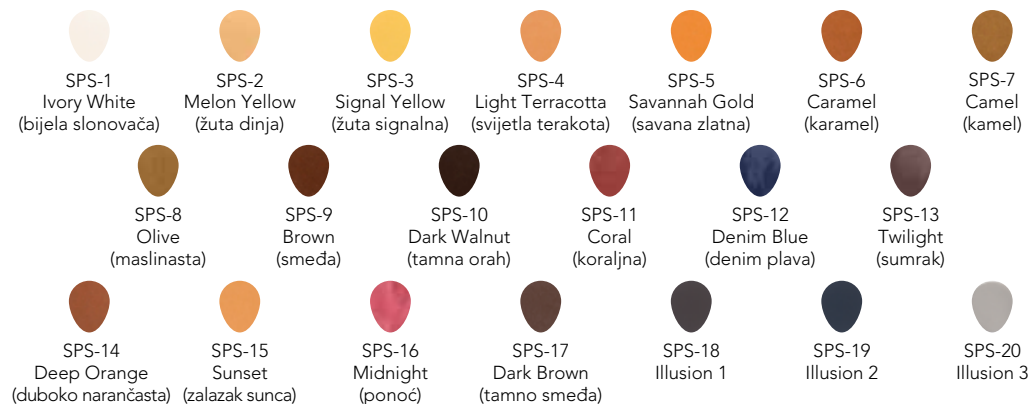 SPS-1
Ivory White
(bijela slonovača)
SPS-2
Melon Yellow
(žuta dinja)
SPS-3
Signal Yellow
(žuta signalna)
SPS-4
Light Terracotta
(svijetla terakota)
SPS-5
Savannah Gold
(savana zlatna)
SPS-6
Caramel
(karamel)
SPS-7
Camel
(kamel)
SPS-8
Olive
(maslinasta)
SPS-9
Brown
(smeđa)
SPS-10
Dark Walnut
(tamna orah)
SPS-11
Coral
(koraljna)
SPS-12
Denim Blue
(denim plava)
SPS-13
Twilight
(sumrak)
SPS-14
Deep Orange
(duboko narančasta)
SPS-15
Sunset
(zalazak sunca)
SPS-16
Midnight
(ponoć)
SPS-17
Dark Brown
(tamno smeđa)
SPS-18
Illusion 1
SPS-19
Illusion 2
SPS-20
Illusion 3